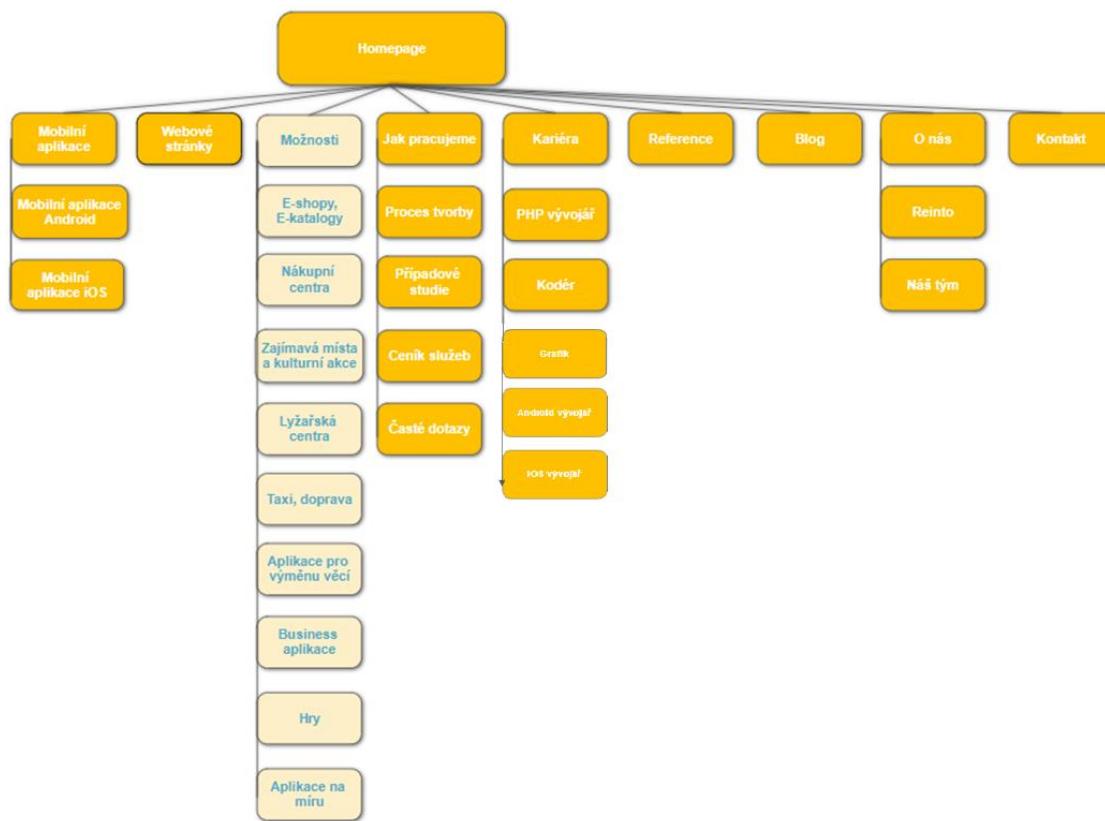 Homepage
Mobilní
aplikace
Webové
stránky
Možnosti
Jak pracujeme
Kariéra
Reference
Blog
O nás
Kontakt
Mobilní aplikace
Android
Mobilní
aplikace iOS
E-shopy,
E-katalogy
Nákupní
centra
Zajímavá místa
a kulturní akce
Lyžařská
centra
Taxi, doprava
Aplikace pro
výměnu věcí
Business
aplikace
Hry
Aplikace na
míru
Proces tvorby
Případové
studie
Ceník služeb
Časté dotazy
PHP vývojář
Kodér
Grafik
Android vývojář
iOS vývojář
Reinto
Náš tým